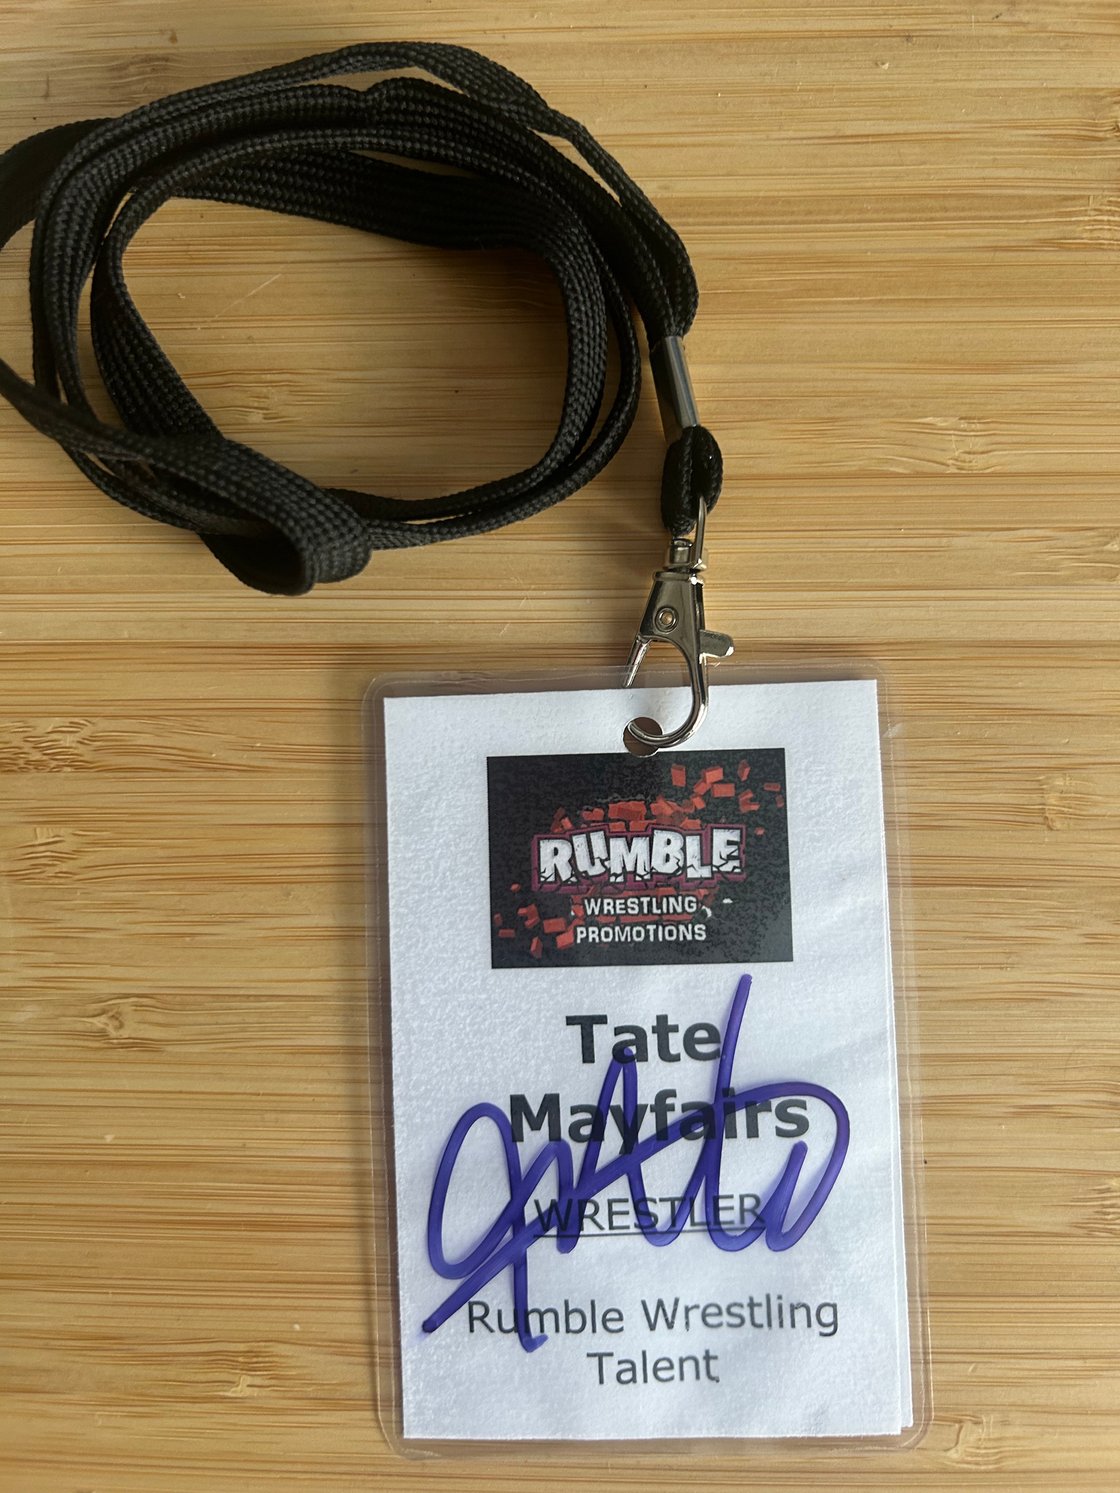 RUMBLE
WRESTLING
PROMOTIONS
Tate
Mayfairs
WRESTLER
Rumble Wrestling
Talent